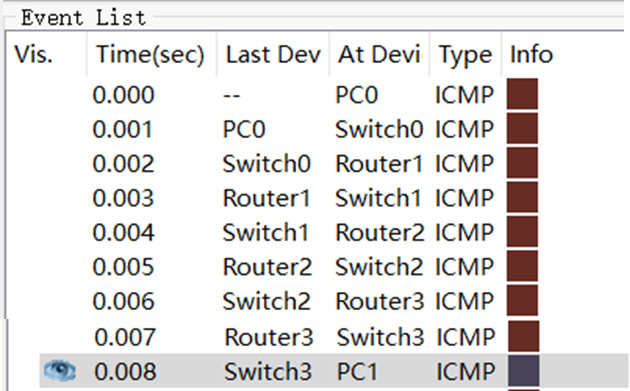 Event List
Vis. Time(sec) Last Dev At Devi Type Info
0.000 -- PC0 ICMP
0.001 PC0 Switch0 ICMP
0.002 Switch0 Router1 ICMP
0.003 Router1 Switch1 ICMP
0.004 Switch1 Router2 ICMP
0.005 Router2 Switch2 ICMP
0.006 Switch2 Router3 ICMP
0.007 Router3 Switch3 ICMP
0.008 Switch3 PC1 ICMP